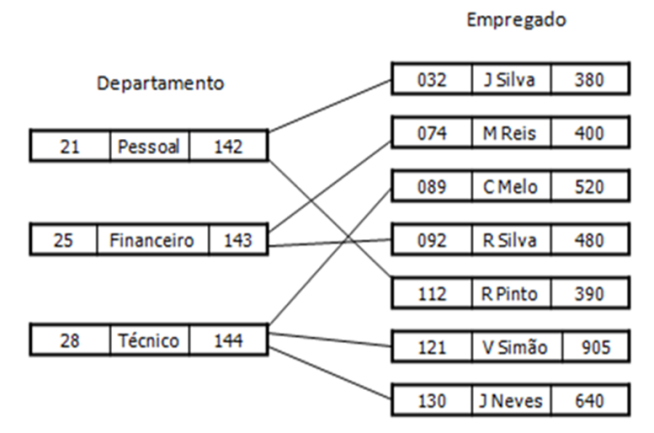 Departamento
21 Pessoal 142
25 Financeiro 143
28 Técnico 144
Empregado
032 J Silva 380
074 M Reis 400
089 C Melo 520
092 R Silva 480
112 R Pinto 390
121 V Simão 905
130 J Neves 640